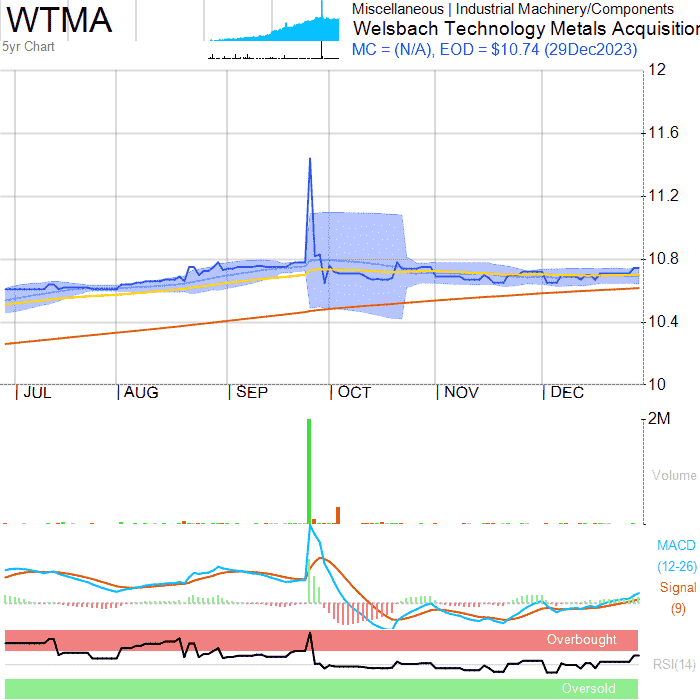 WTMA
5yr Chart
Miscellaneous | Industrial Machinery/Components
Welsbach Technology Metals Acquisition
MC = (N/A), EOD = $10.74 (29Dec2023)
12
11.6
11.2
10.8
10.4
10
JUL
AUG
SEP
OCT
NOV
DEC
2M
Volume
MACD
(12-26)
Signal
(9)
Overbought
RSI(14)
Oversold